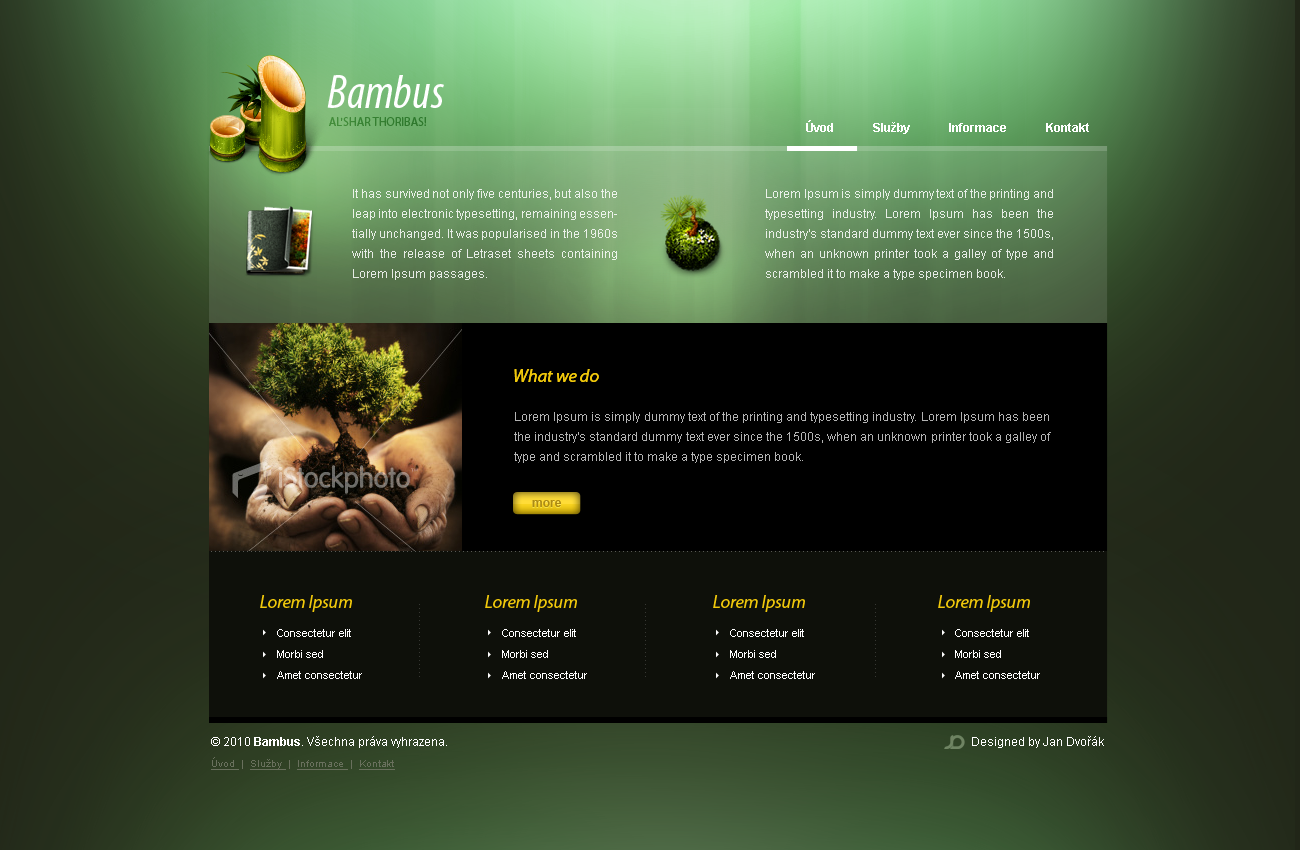 Bambus
AL'SHAR THORIBAS!
Úvod Služby Informace Kontakt
It has survived not only five centuries, but also the
leap into electronic typesetting, remaining essen-
tially unchanged. It was popularised in the 1960s
with the release of Letraset sheets containing
Lorem Ipsum passages.
Lorem Ipsum is simply dummy text of the printing and
typesetting industry. Lorem Ipsum has been the
industry's standard dummy text ever since the 1500s,
when an unknown printer took a galley of type and
scrambled it to make a type specimen book.
istockphoto
What we do
Lorem Ipsum is simply dummy text of the printing and typesetting industry. Lorem Ipsum has been
the industry's standard dummy text ever since the 1500s, when an unknown printer took a galley of
type and scrambled it to make a type specimen book.
more
Lorem Ipsum
Consectetur elit
Morbi sed
Amet consectetur
Lorem Ipsum
Consectetur elit
Morbi sed
Amet consectetur
Lorem Ipsum
Consectetur elit
Morbi sed
Amet consectetur
Lorem Ipsum
Consectetur elit
Morbi sed
Amet consectetur
© 2010 Bambus. Všechna práva vyhrazena.
Úvod | Služby | Informace | Kontakt
Designed by Jan Dvořák